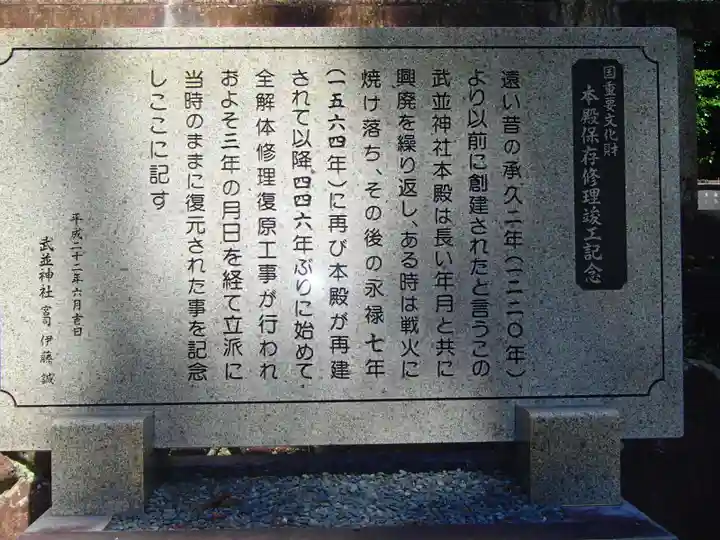 国重要文化財
本殿保存修理竣工記念
遠い昔の承久二年(一二二〇年)
より以前に創建されたと言うこの
武並神社本殿は長い年月と共に
興廃を繰り返し、ある時は戦火に
焼け落ち、その後の永禄七年
(一五六四年)に再び本殿が再建
されて以降四四六年ぶりに始めて
全解体修理復原工事が行われ
およそ三年の月日を経て立派に
当時のままに復元された事を記念
しここに記す
平成二十二年六月吉日
武並神社 宮司 伊藤 誠